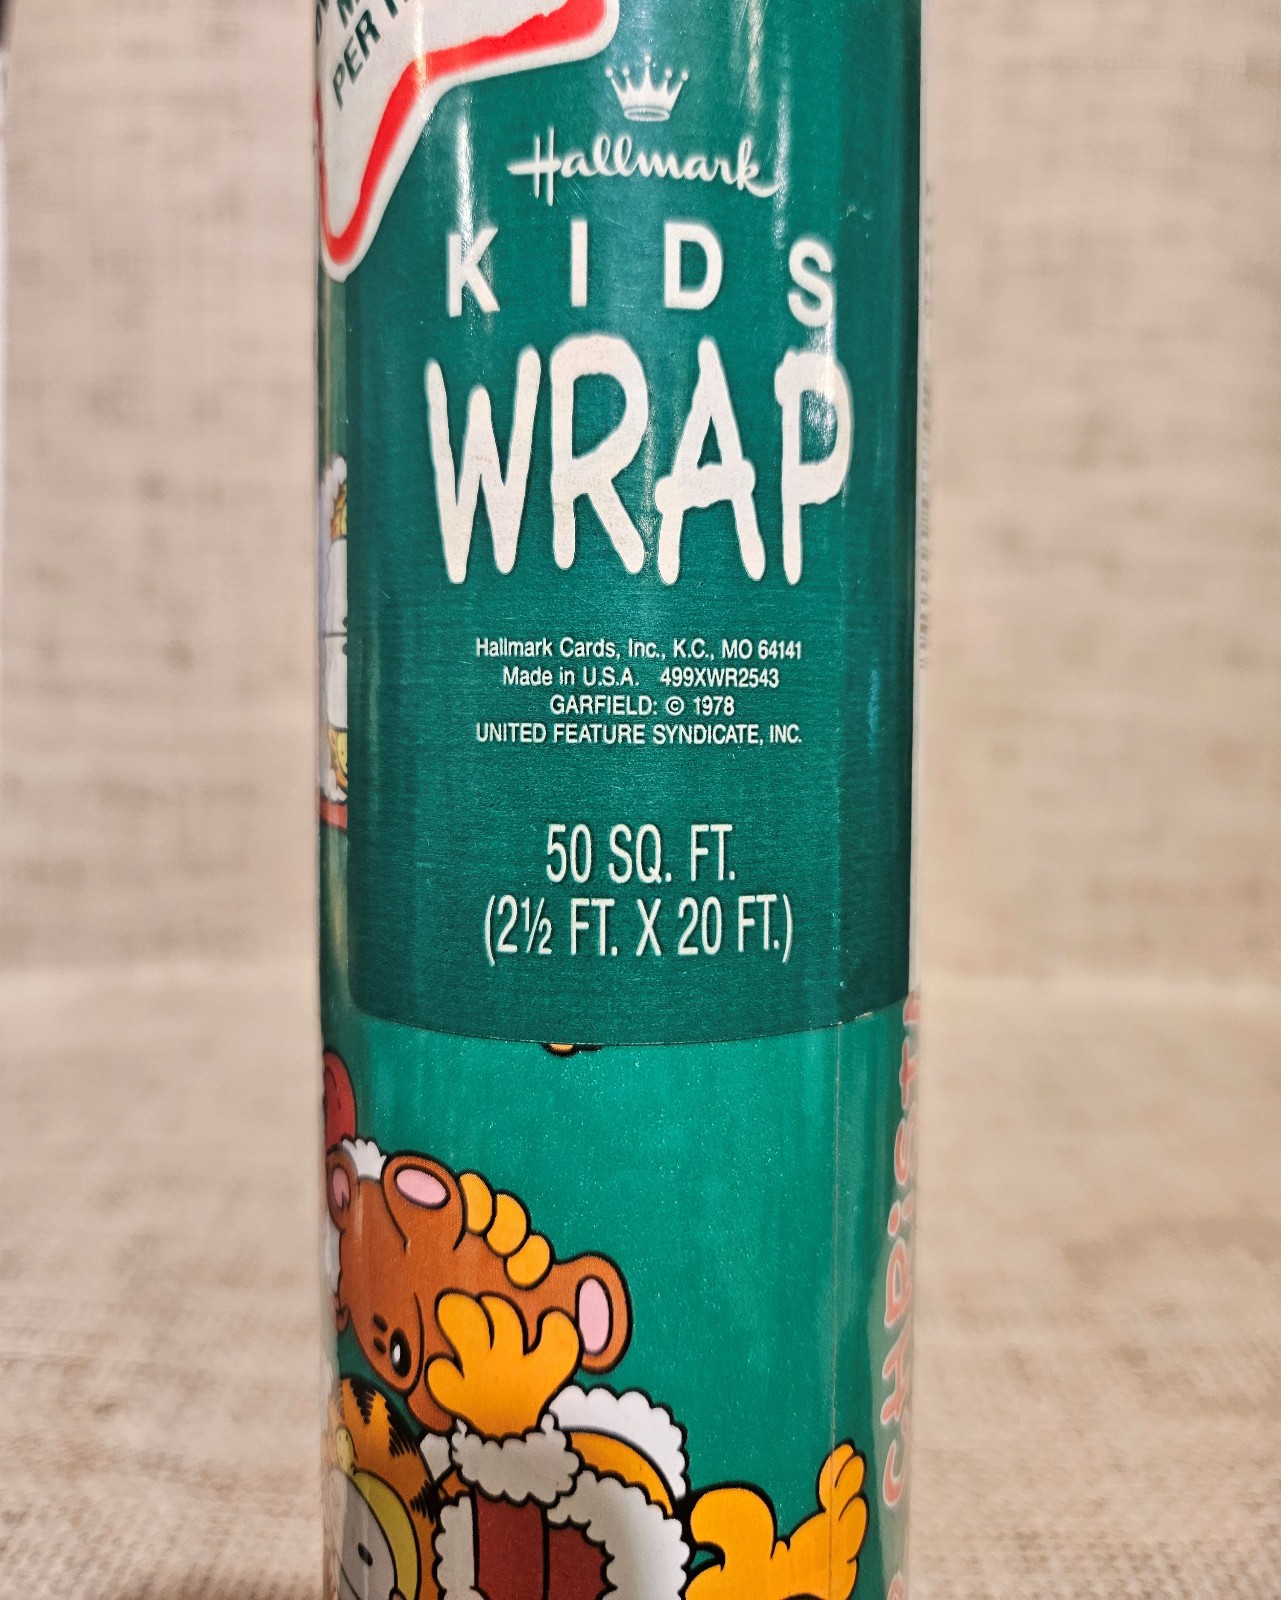 PER
Hallmark
KIDS
WRAP
Hallmark Cards, Inc., K.C., MO 64141
Made in U.S.A. 499XWR2543
GARFIELD: © 1978
UNITED FEATURE SYNDICATE, INC.
50 SQ. FT.
(2½ FT. X 20 FT.)